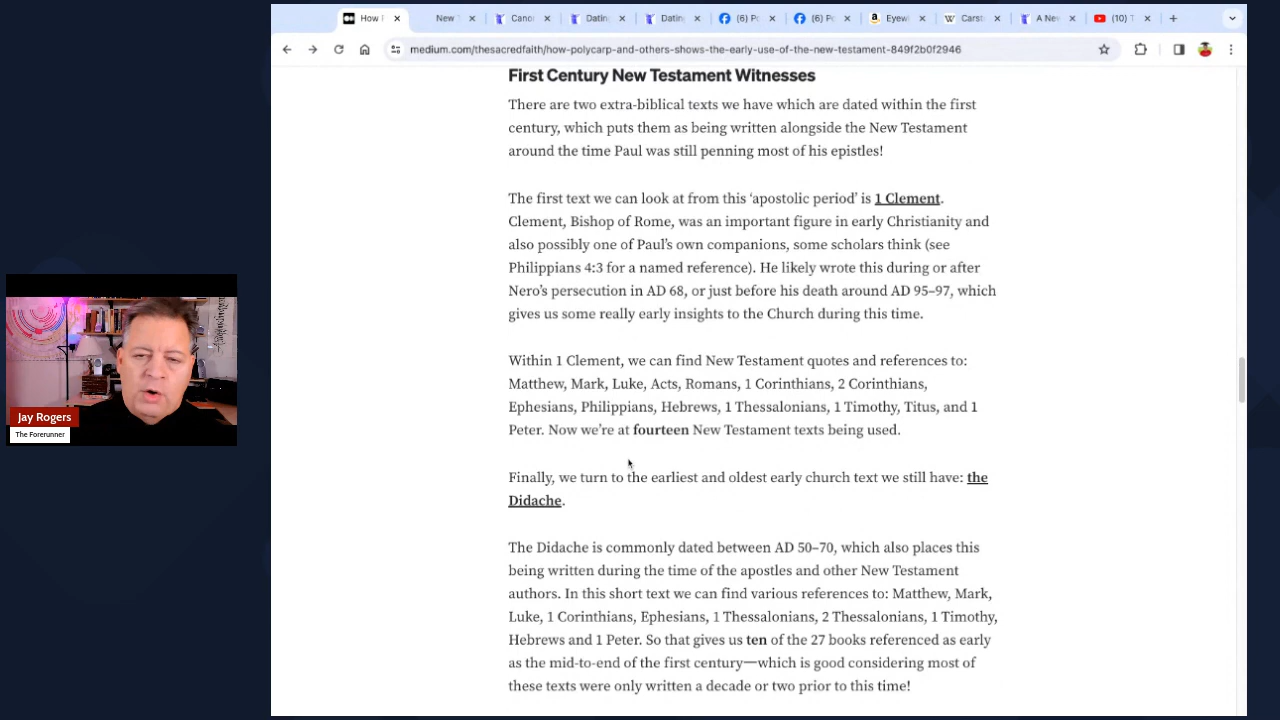 How
New
Canor
Dating
Dating
(6) Po
(6) Po
Eyewi
Carst
A New
(10) T
medium.com/thesacredfaith/how-polycarp-and-others-shows-the-early-use-of-the-new-testament-849f2b0f2946
First Century New Testament Witnesses
There are two extra-biblical texts we have which are dated within the first
century, which puts them as being written alongside the New Testament
around the time Paul was still penning most of his epistles!
The first text we can look at from this ‘apostolic period’ is 1 Clement.
Clement, Bishop of Rome, was an important figure in early Christianity and
also possibly one of Paul’s own companions, some scholars think (see
Philippians 4:3 for a named reference). He likely wrote this during or after
Nero’s persecution in AD 68, or just before his death around AD 95–97, which
gives us some really early insights to the Church during this time.
Within 1 Clement, we can find New Testament quotes and references to:
Matthew, Mark, Luke, Acts, Romans, 1 Corinthians, 2 Corinthians,
Ephesians, Philippians, Hebrews, 1 Thessalonians, 1 Timothy, Titus, and 1
Peter. Now we’re at fourteen New Testament texts being used.
Finally, we turn to the earliest and oldest early church text we still have: the
Didache.
The Didache is commonly dated between AD 50–70, which also places this
being written during the time of the apostles and other New Testament
authors. In this short text we can find various references to: Matthew, Mark,
Luke, 1 Corinthians, Ephesians, 1 Thessalonians, 2 Thessalonians, 1 Timothy,
Hebrews and 1 Peter. So that gives us ten of the 27 books referenced as early
as the mid-to-end of the first century—which is good considering most of
these texts were only written a decade or two prior to this time!
Jay Rogers
The Forerunner